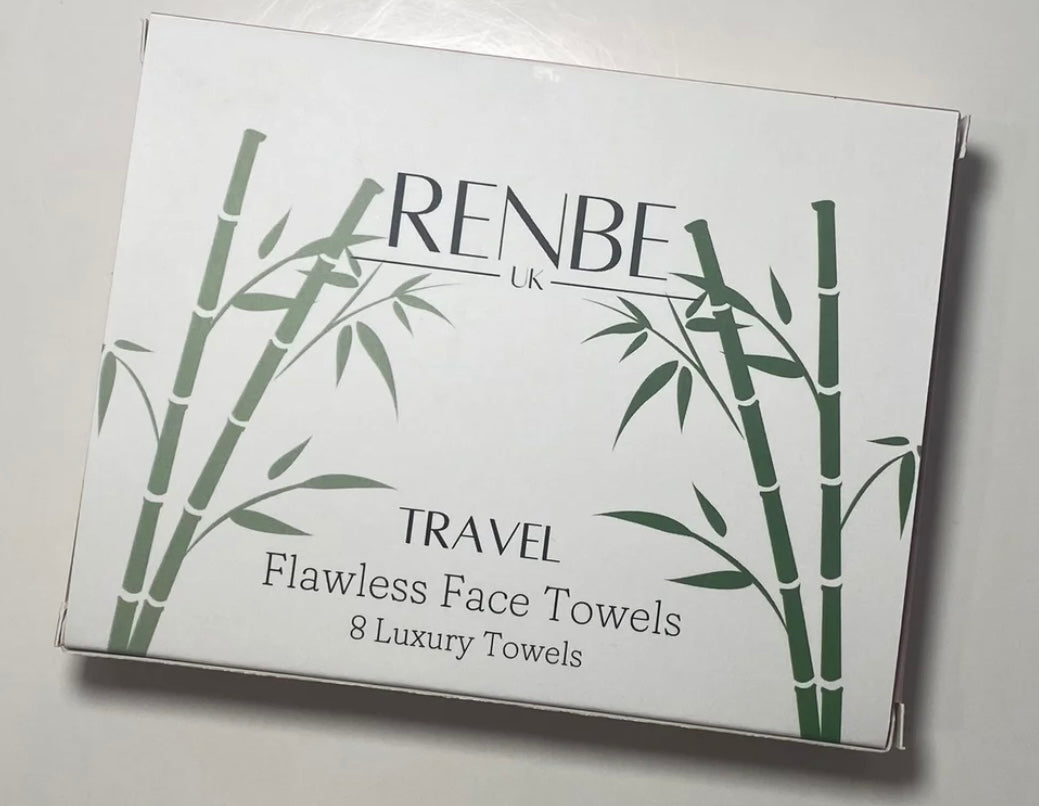 RENBE
UK
TRAVEL
Flawless Face Towels
8 Luxury Towels